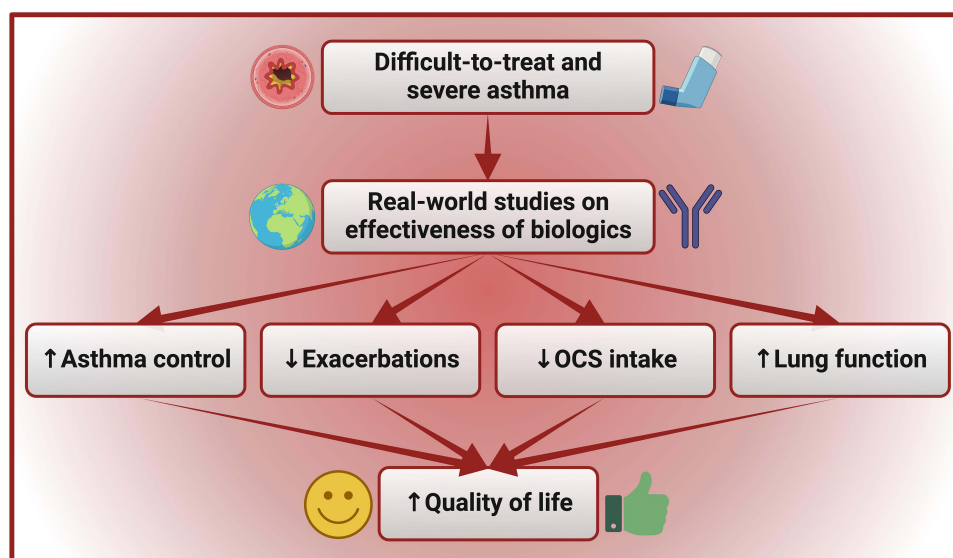 Difficult-to-treat and
severe asthma
Real-world studies on
effectiveness of biologics
↑Asthma control
↓Exacerbations
↓OCS intake
↑Lung function
↑Quality of life